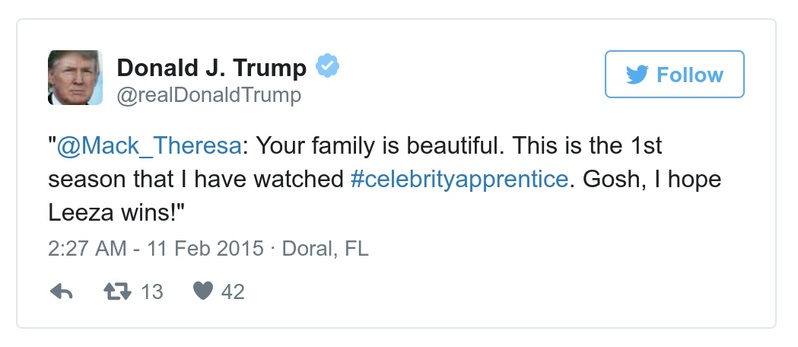 Donald J. Trump
@realDonaldTrump
Follow
"@Mack_Theresa: Your family is beautiful. This is the 1st
season that I have watched #celebrityapprentice. Gosh, I hope
Leeza wins!"
2:27 AM - 11 Feb 2015 · Doral, FL
13 42